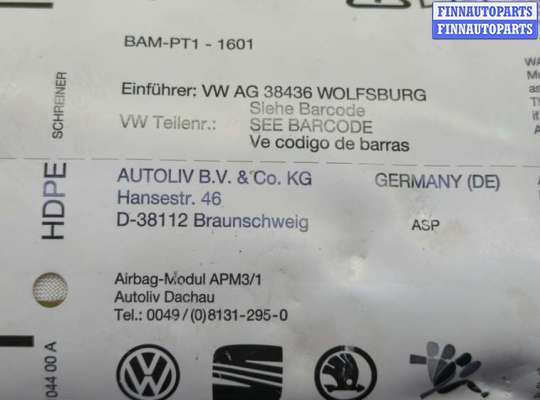 FINNAUTOPARTS
FINNAUTOPARTS
FINNAUTOPARTS
BAM-PT1 - 1601
SCHREINER
Einführer: VW AG 38436 WOLFSBURG
Siehe Barcode
VW Teilenr.: SEE BARCODE
Ve codigo de barras
HDPE
AUTOLIV B.V. & Co. KG GERMANY (DE)
Hansestr. 46
D-38112 Braunschweig ASP
Airbag-Modul APM3/1
Autoliv Dachau
Tel.: 0049 /(0)8131-295-0
044 00 A